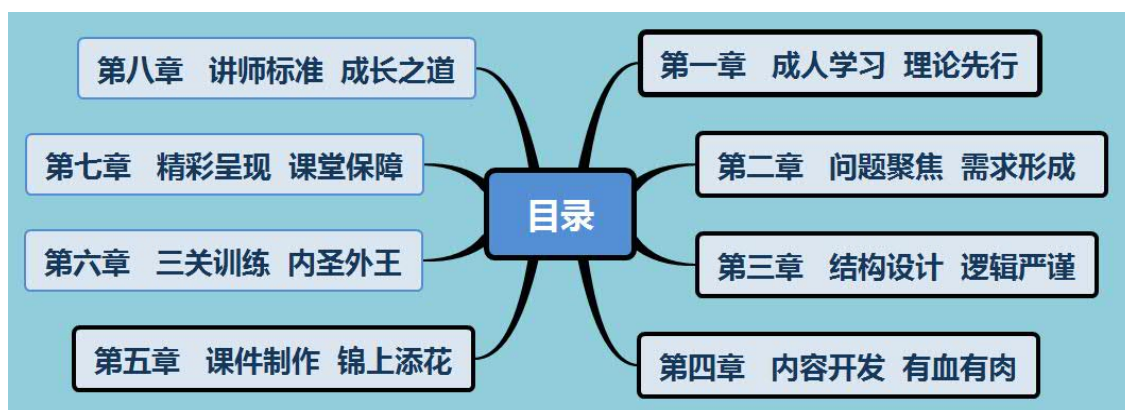 目录
第一章 成人学习 理论先行
第二章 问题聚焦 需求形成
第三章 结构设计 逻辑严谨
第四章 内容开发 有血有肉
第五章 课件制作 锦上添花
第六章 三关训练 内圣外王
第七章 精彩呈现 课堂保障
第八章 讲师标准 成长之道